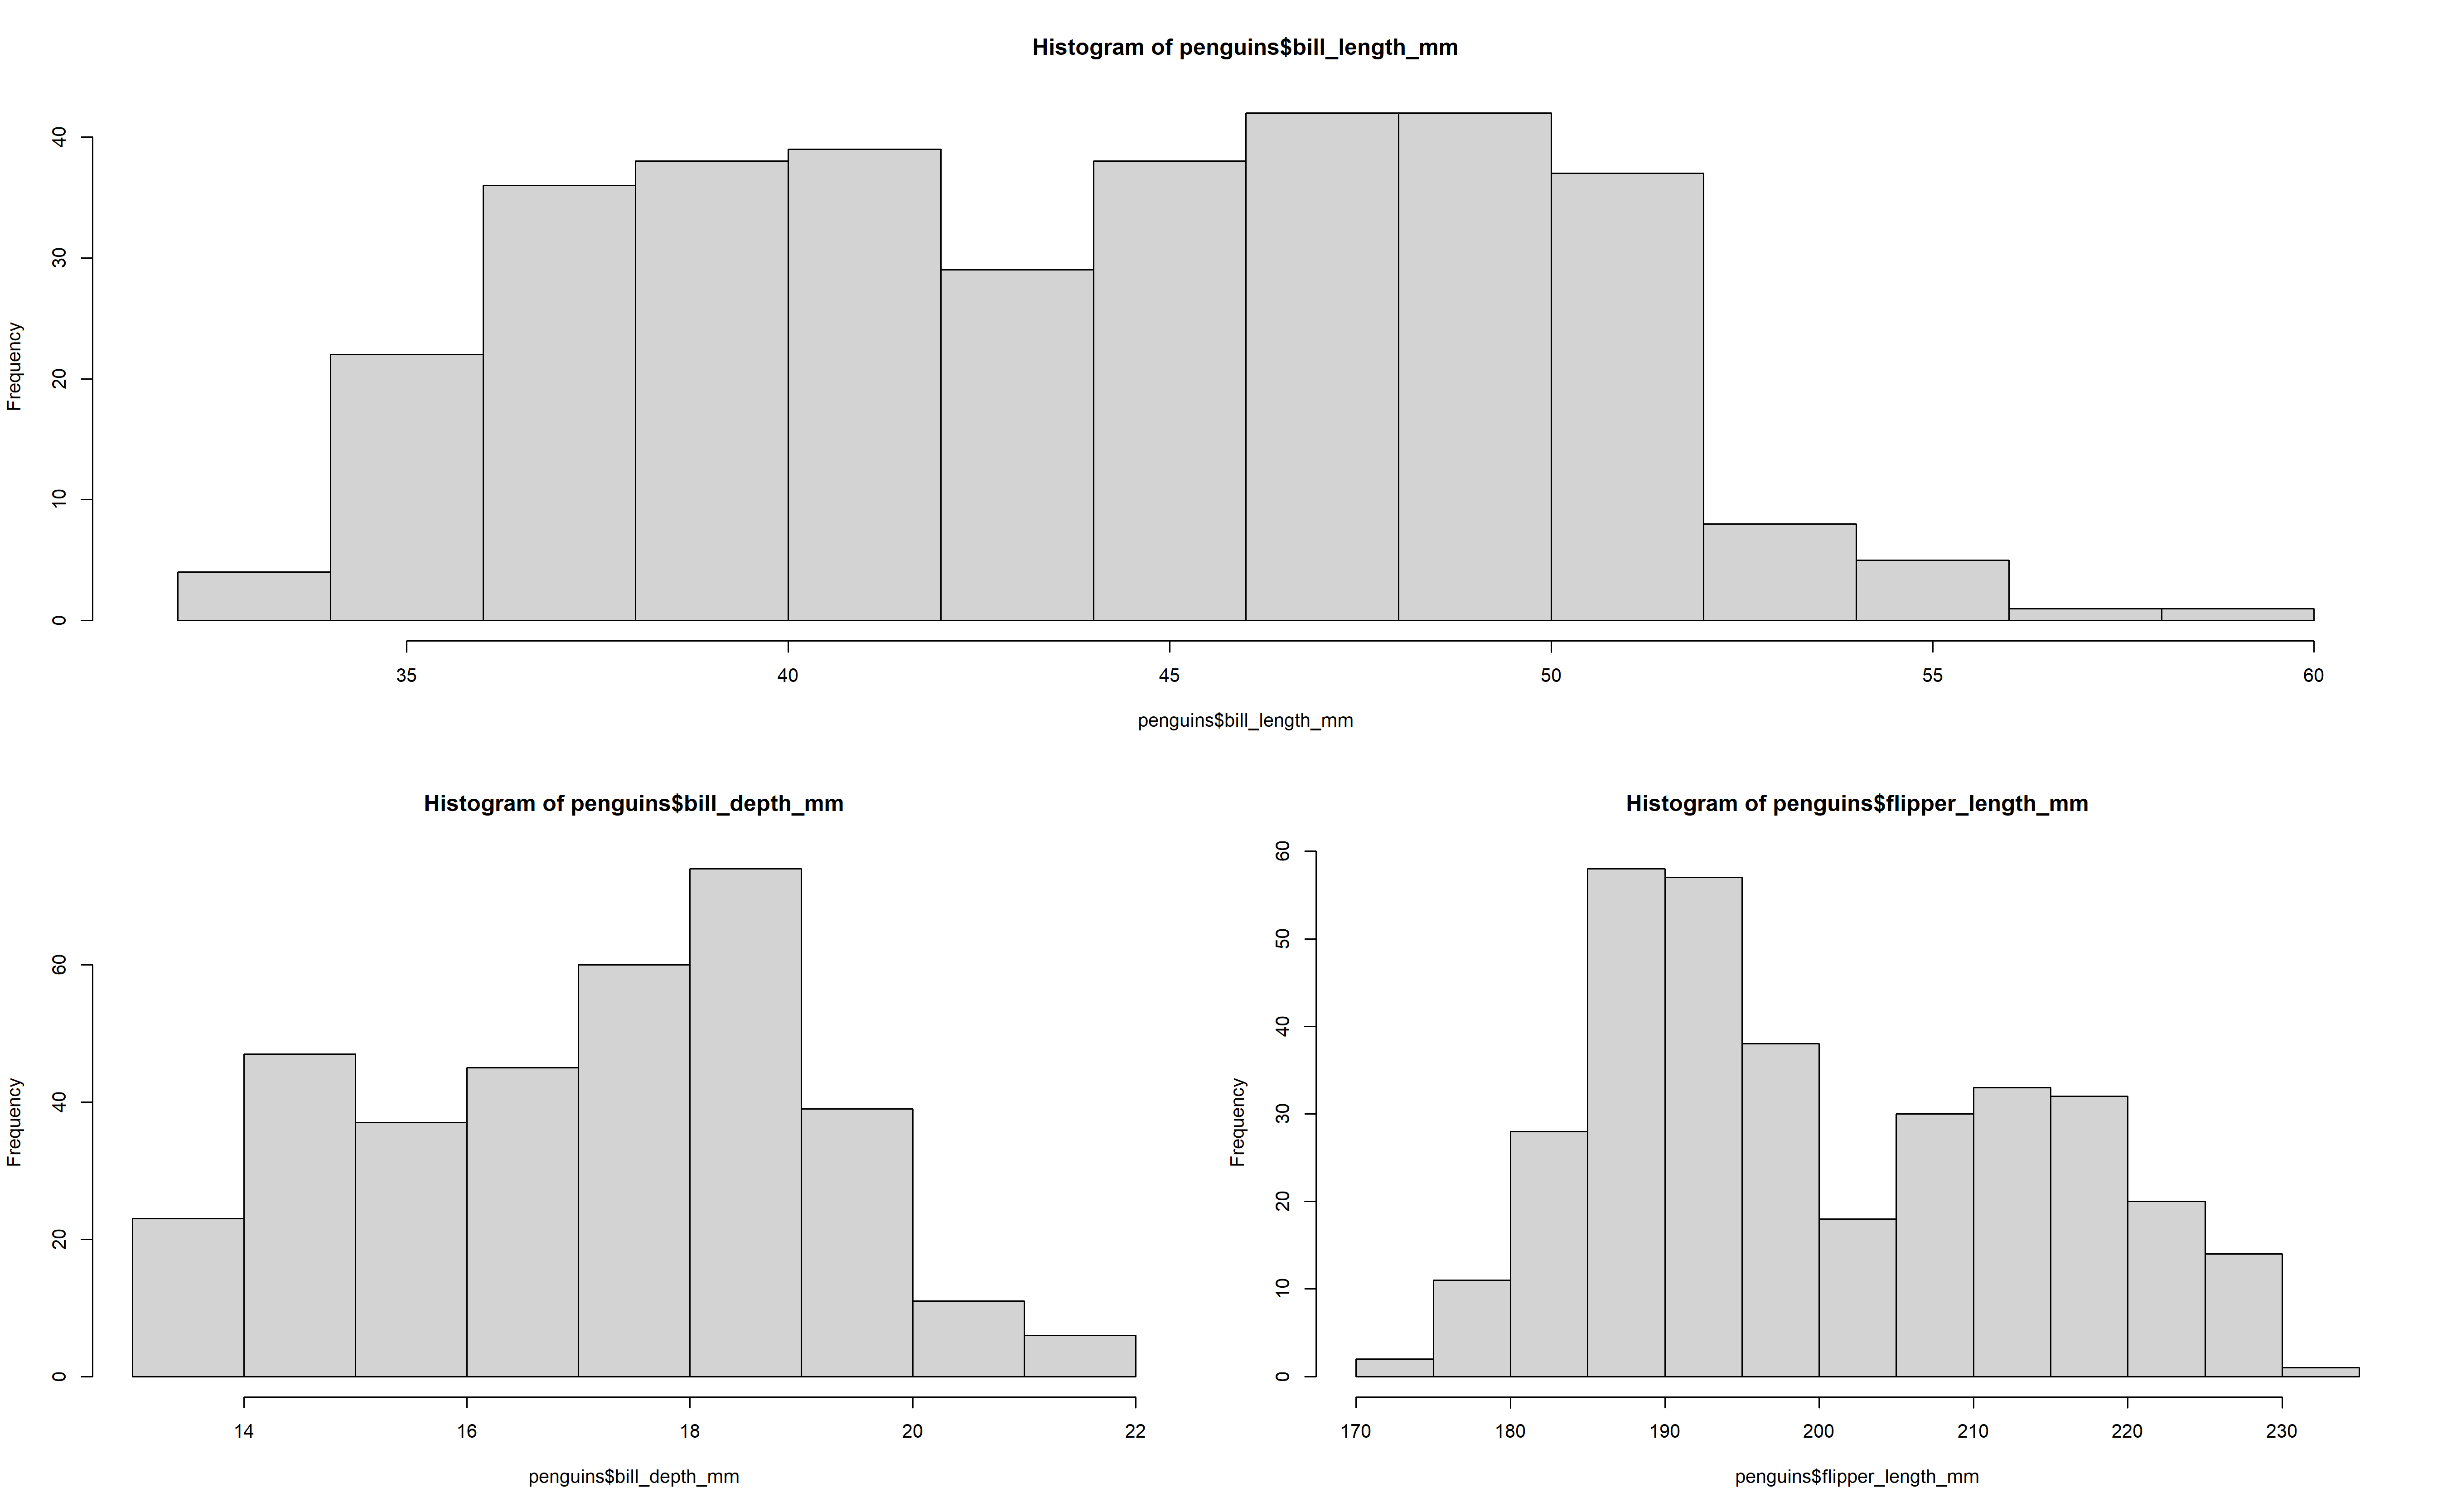 Histogram of penguins$bill_length_mm
40
30
20
10
0
Frequency
35 40 45 50 55 60
penguins$bill_length_mm
Histogram of penguins$bill_depth_mm
60
40
20
0
Frequency
14 16 18 20 22
penguins$bill_depth_mm
Histogram of penguins$flipper_length_mm
60
50
40
30
20
10
0
Frequency
170 180 190 200 210 220 230
penguins$flipper_length_mm